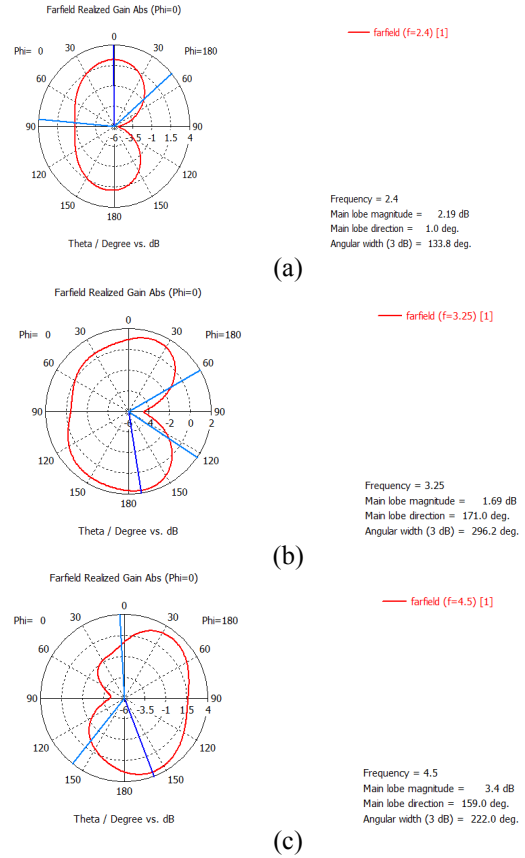 Farfield Realized Gain Abs (Phi=0)
farfield (f=2.4) [1]
0
Phi= 0 30 30 Phi=180
60 60
90 -6 -3.5 -1 1.5 4 90
120 120
150 150
180
Theta / Degree vs. dB
Frequency = 2.4
Main lobe magnitude = 2.19 dB
Main lobe direction = 1.0 deg.
Angular width (3 dB) = 133.8 deg.
(a)
Farfield Realized Gain Abs (Phi=0)
farfield (f=3.25) [1]
0
Phi= 0 30 30 Phi=180
60 60
90 4 -2 0 2 90
120 120
150 150
180
Theta / Degree vs. dB
Frequency = 3.25
Main lobe magnitude = 1.69 dB
Main lobe direction = 171.0 deg.
Angular width (3 dB) = 296.2 deg.
(b)
Farfield Realized Gain Abs (Phi=0)
farfield (f=4.5) [1]
0
Phi= 0 30 30 Phi=180
60 60
90 -6 -3.5 -1 1.5 4 90
120 120
150 150
180
Theta / Degree vs. dB
Frequency = 4.5
Main lobe magnitude = 3.4 dB
Main lobe direction = 159.0 deg.
Angular width (3 dB) = 222.0 deg.
(c)